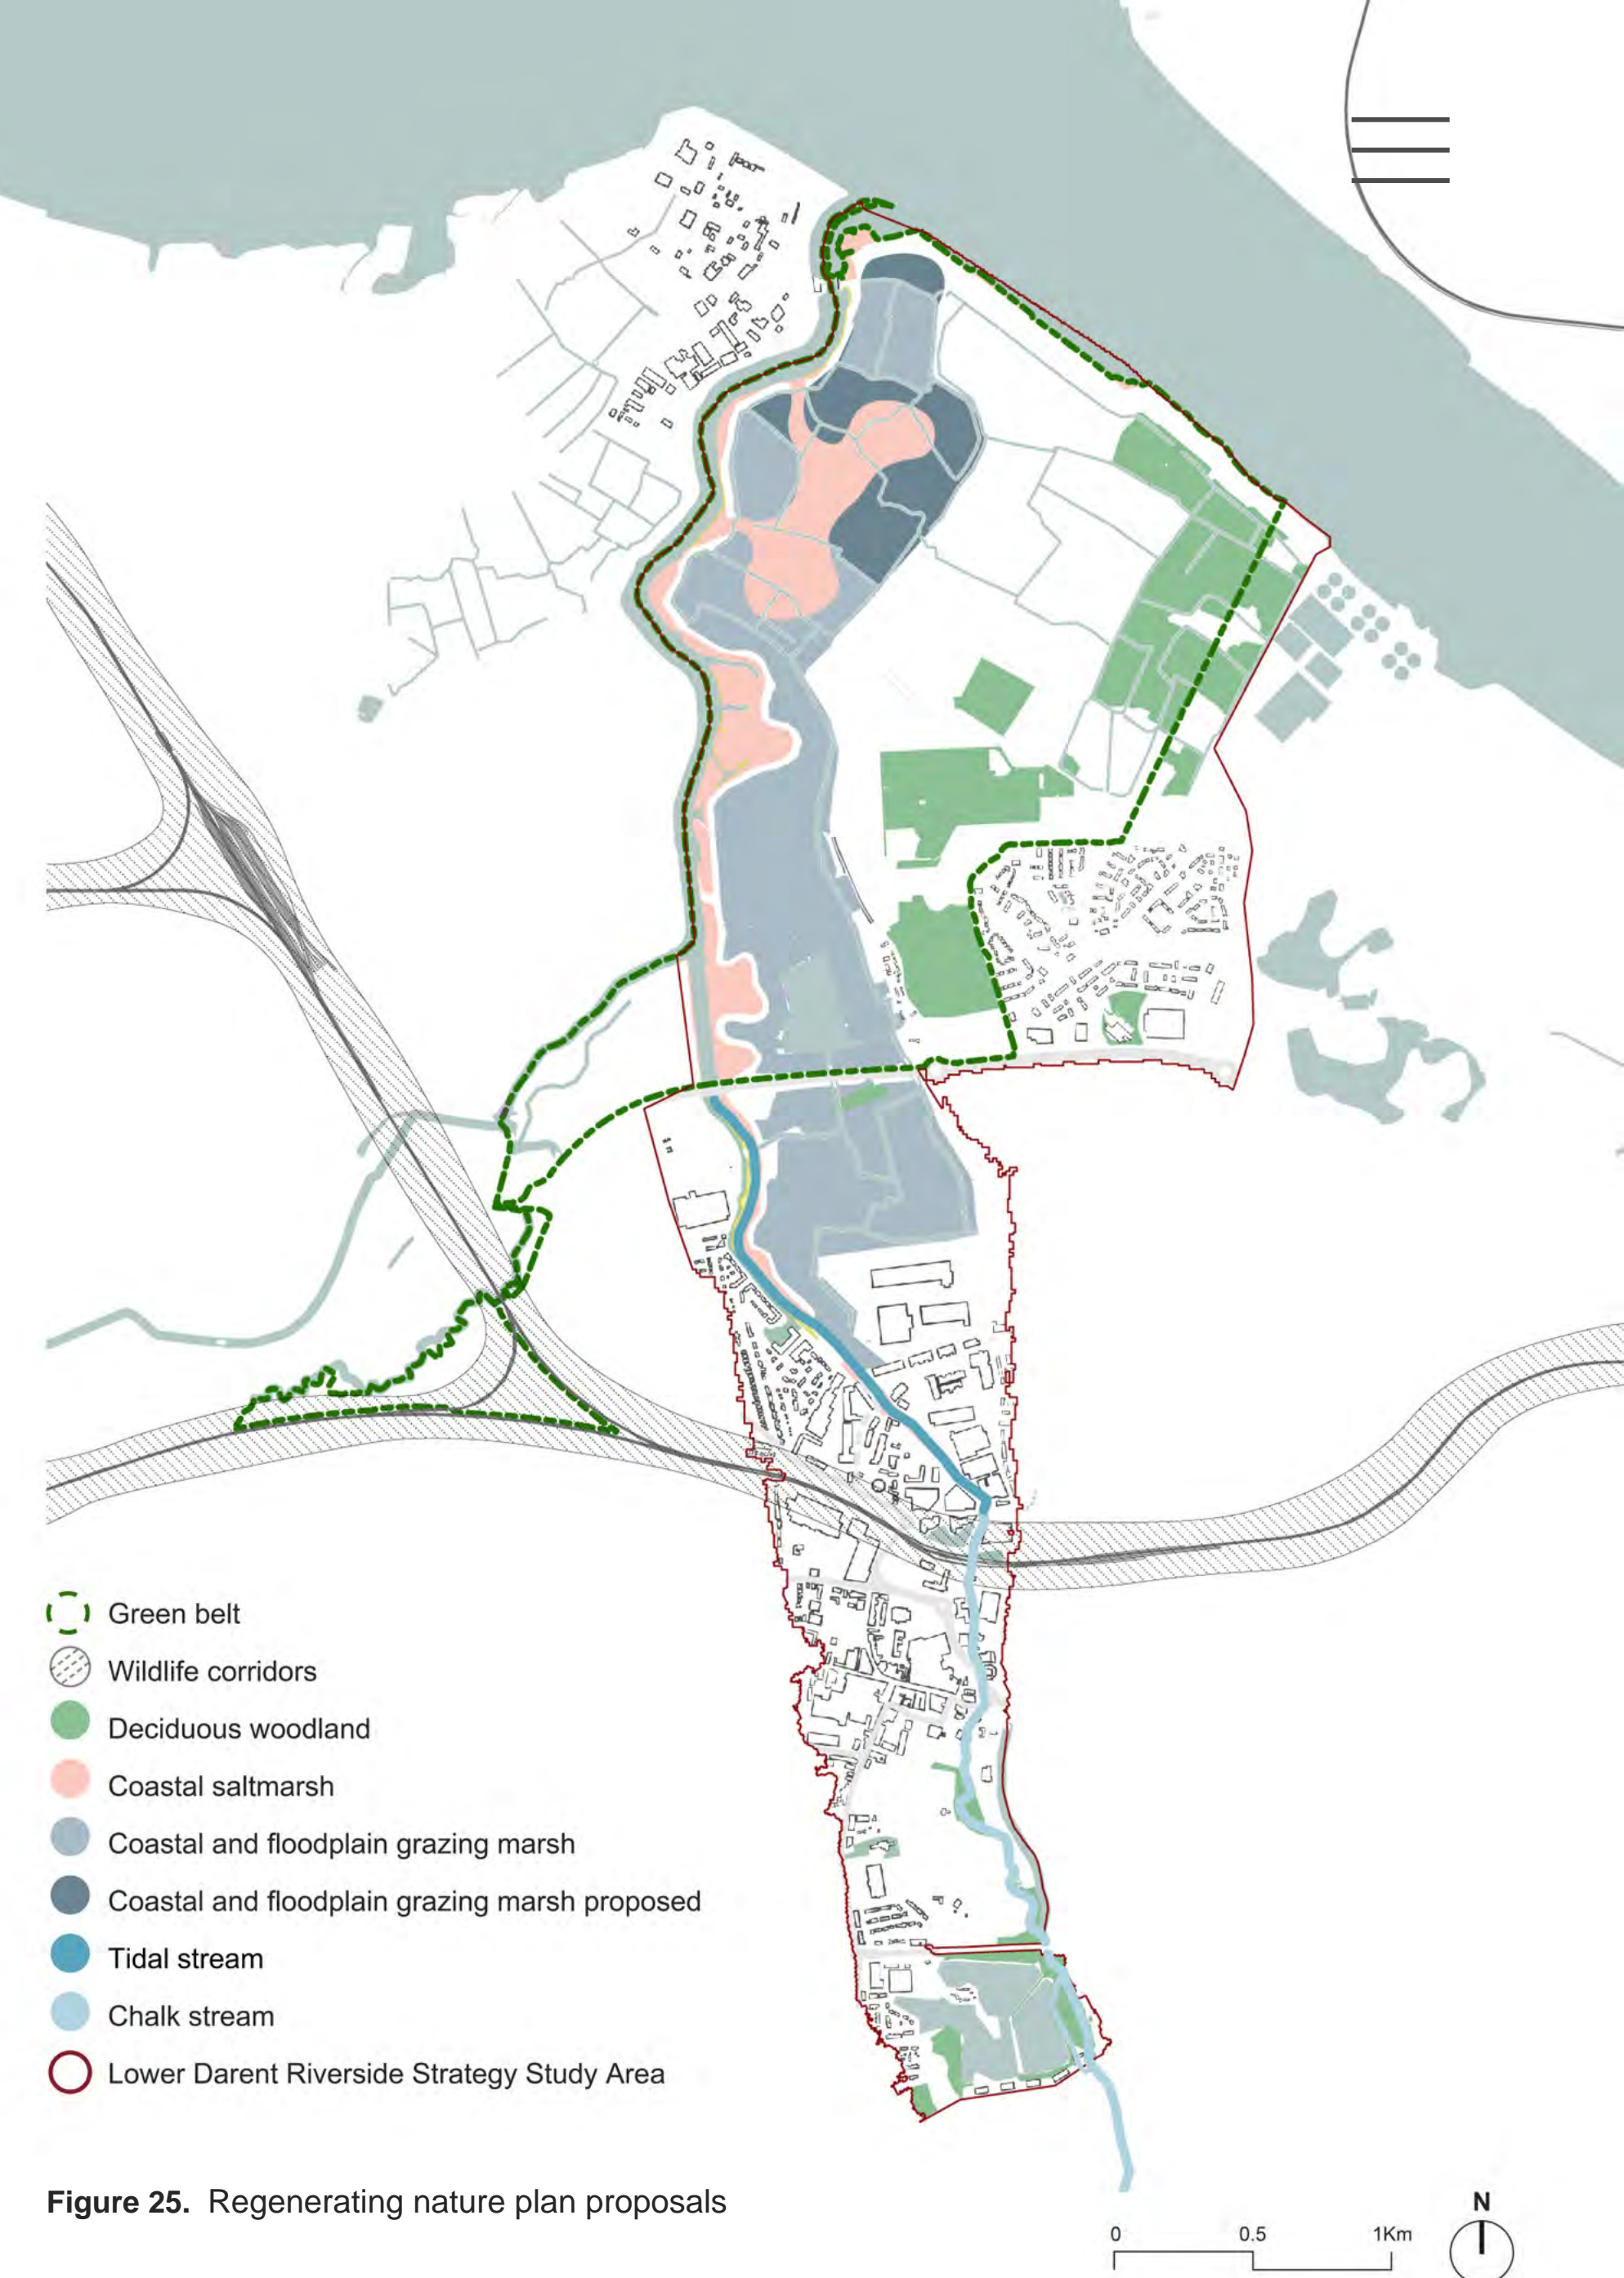 Green belt
Wildlife corridors
Deciduous woodland
Coastal saltmarsh
Coastal and floodplain grazing marsh
Coastal and floodplain grazing marsh proposed
Tidal stream
Chalk stream
Lower Darent Riverside Strategy Study Area
Figure 25. Regenerating nature plan proposals
0 0.5 1Km
N